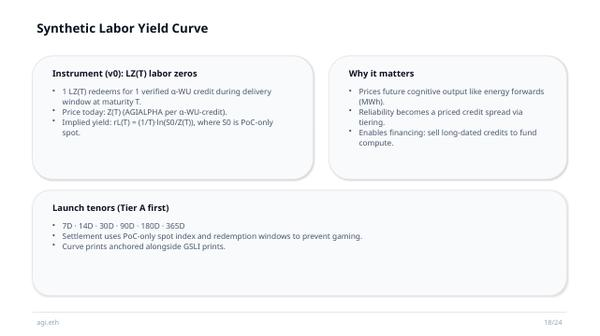 Synthetic Labor Yield Curve
Instrument (v0): LZ(T) labor zeros
• 1 LZ(T) redeems for 1 verified α-WU credit during delivery
window at maturity T.
• Price today: Z(T) (AGIALPHA per α-WU-credit).
• Implied yield: rL(T) = (1/T)·ln(S0/Z(T)), where S0 is PoC-only
spot.
Why it matters
• Prices future cognitive output like energy forwards
(MWh).
• Reliability becomes a priced credit spread via
tiering.
• Enables financing: sell long-dated credits to fund
compute.
Launch tenors (Tier A first)
• 7D · 14D · 30D · 90D · 180D · 365D
• Settlement uses PoC-only spot index and redemption windows to prevent gaming.
• Curve prints anchored alongside GSLI prints.
agi.eth
18/24